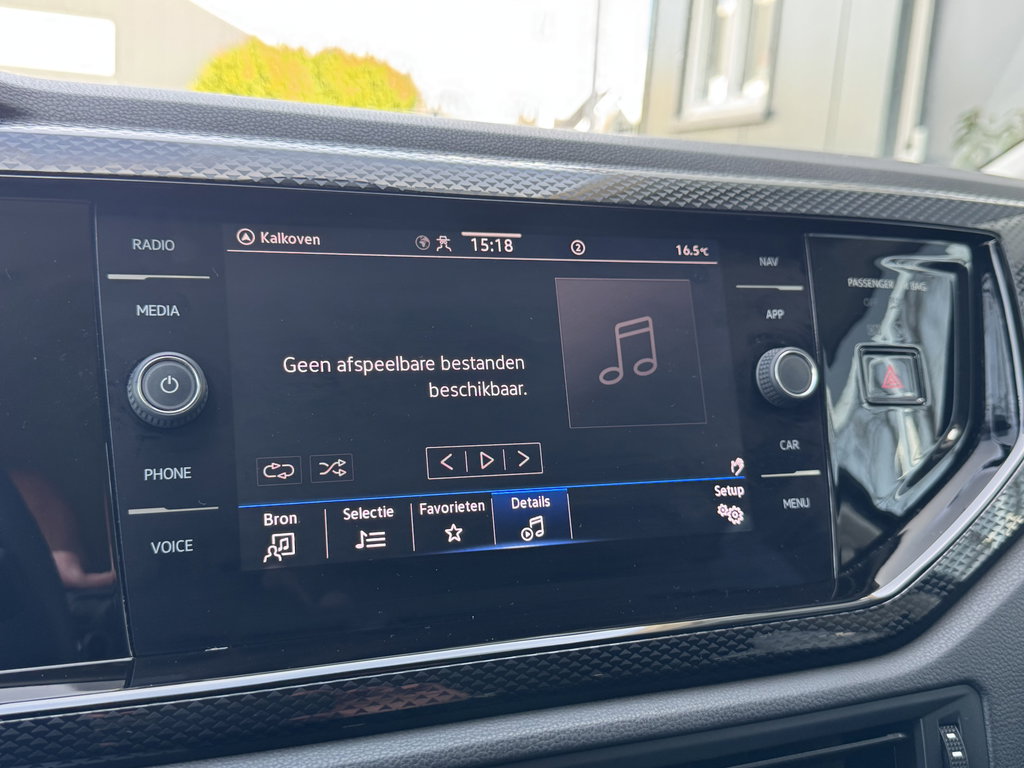 RADIO
MEDIA
PHONE
VOICE
Kalkoven
15:18
2
16.5°C
Geen afspeelbare bestanden
beschikbaar.
Bron
Selectie
Favorieten
Details
Setup
NAV
APP
CAR
MENU
PASSENGER